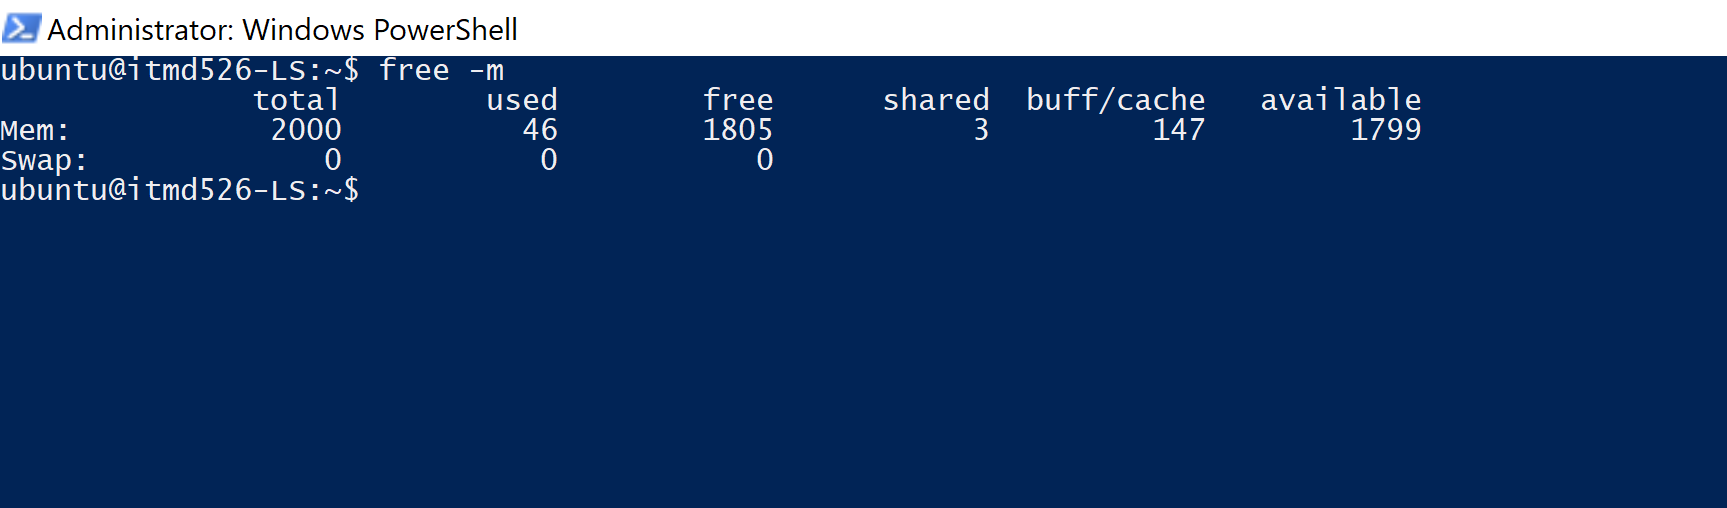 Administrator: Windows PowerShell
ubuntu@itmd526-LS:~$ free -m
              total        used        free      shared  buff/cache   available
Mem:           2000          46        1805           3         147        1799
Swap:             0           0           0
ubuntu@itmd526-LS:~$